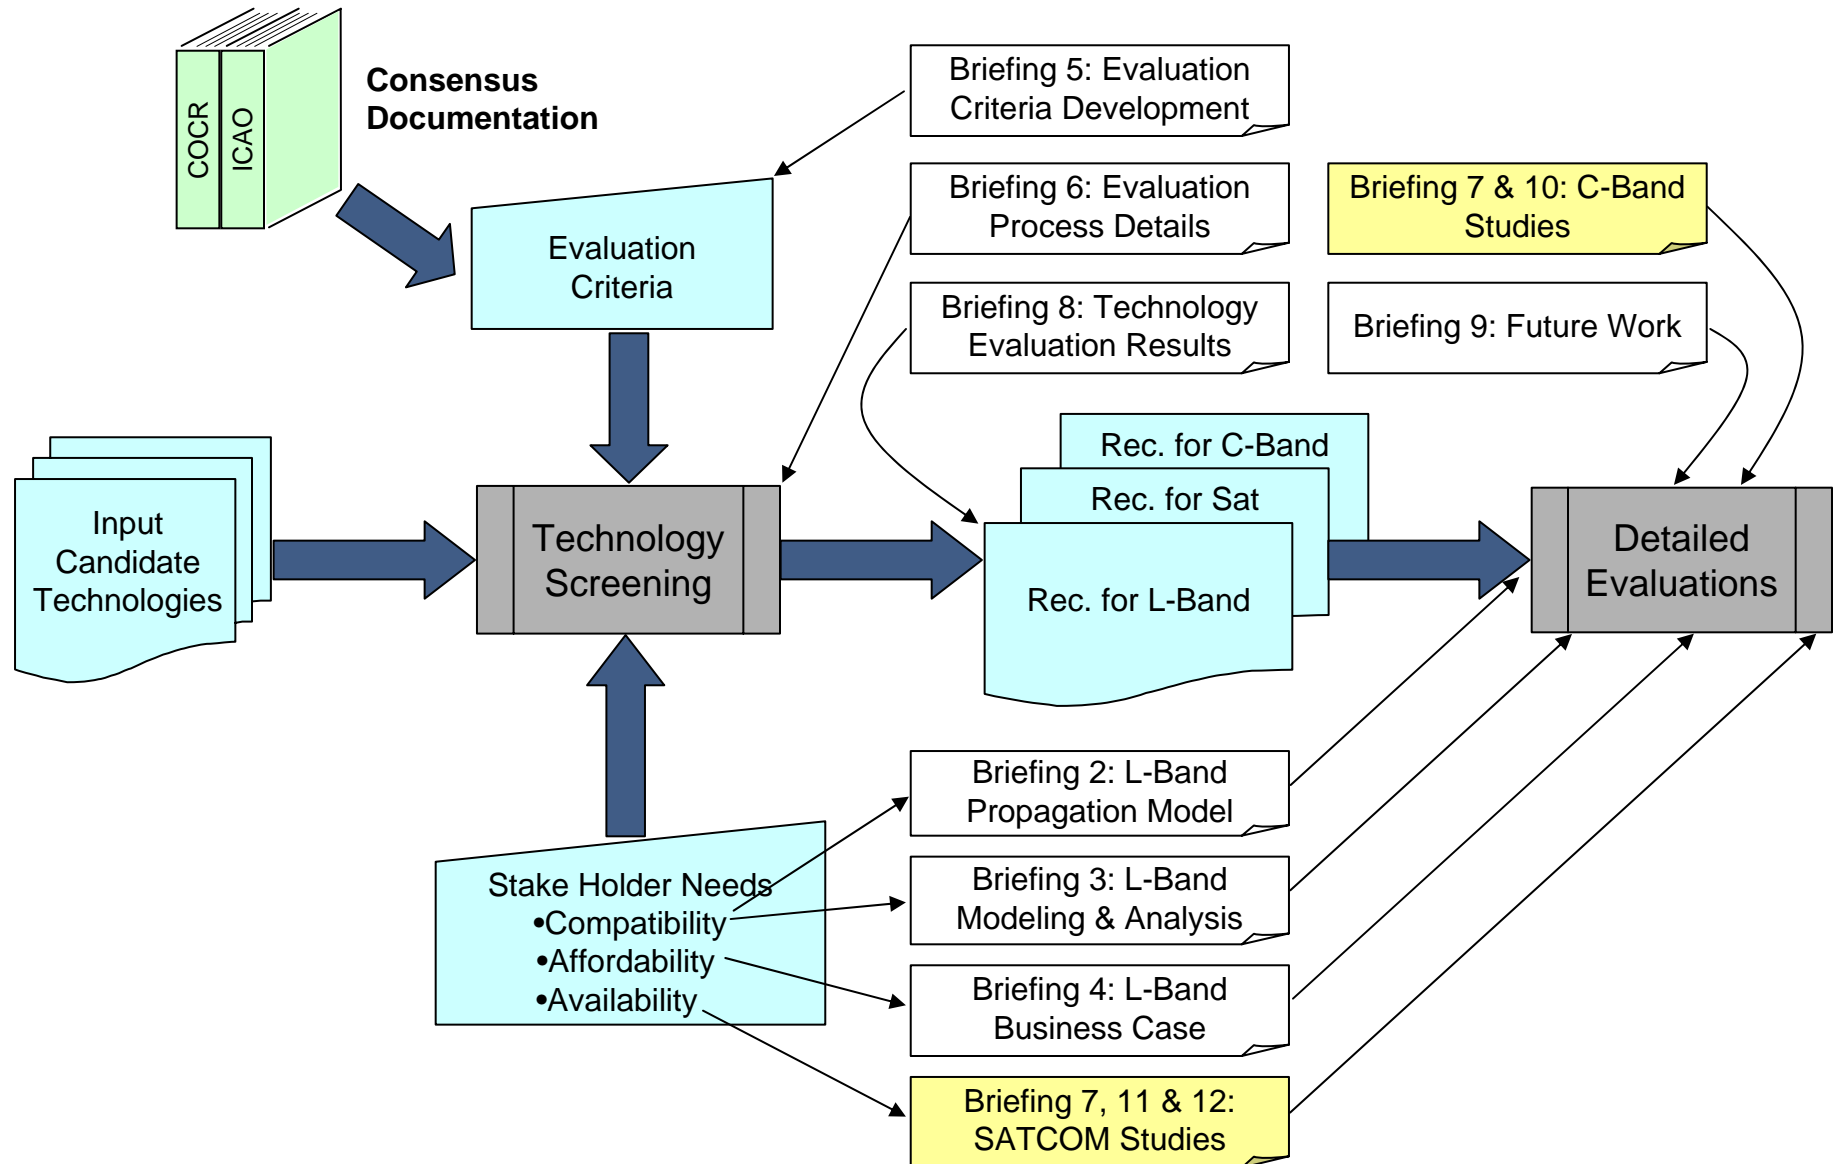 COCR
ICAO
Consensus
Documentation
Briefing 5: Evaluation
Criteria Development
Briefing 6: Evaluation
Process Details
Briefing 7 & 10: C-Band
Studies
Evaluation
Criteria
Briefing 8: Technology
Evaluation Results
Briefing 9: Future Work
Input
Candidate
Technologies
Technology
Screening
Rec. for C-Band
Rec. for Sat
Rec. for L-Band
Detailed
Evaluations
Stake Holder Needs
•Compatibility
•Affordability
•Availability
Briefing 2: L-Band
Propagation Model
Briefing 3: L-Band
Modeling & Analysis
Briefing 4: L-Band
Business Case
Briefing 7, 11 & 12:
SATCOM Studies